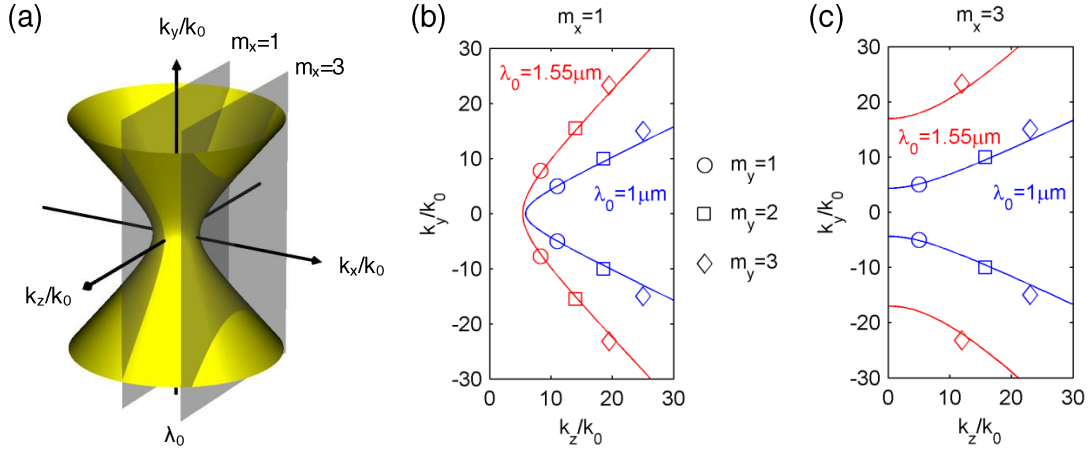 (a)
k_y/k_0
m_x=1
m_x=3
k_x/k_0
k_z/k_0
λ_0
(b)
m_x=1
30
20
10
0
-10
-20
-30
k_y/k_0
λ_0=1.55μm
λ_0=1μm
0
10
20
30
k_z/k_0
m_y=1
m_y=2
m_y=3
(c)
m_x=3
30
20
10
0
-10
-20
-30
k_y/k_0
λ_0=1.55μm
λ_0=1μm
0
10
20
30
k_z/k_0